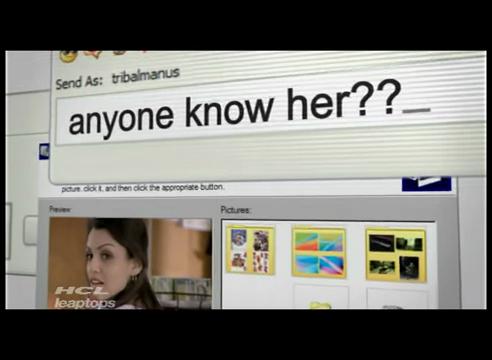 Send As: tribalmanus
anyone know her??_
picture, click it, and then click the appropriate button.
Preview:
Pictures:
HCL
leaptops